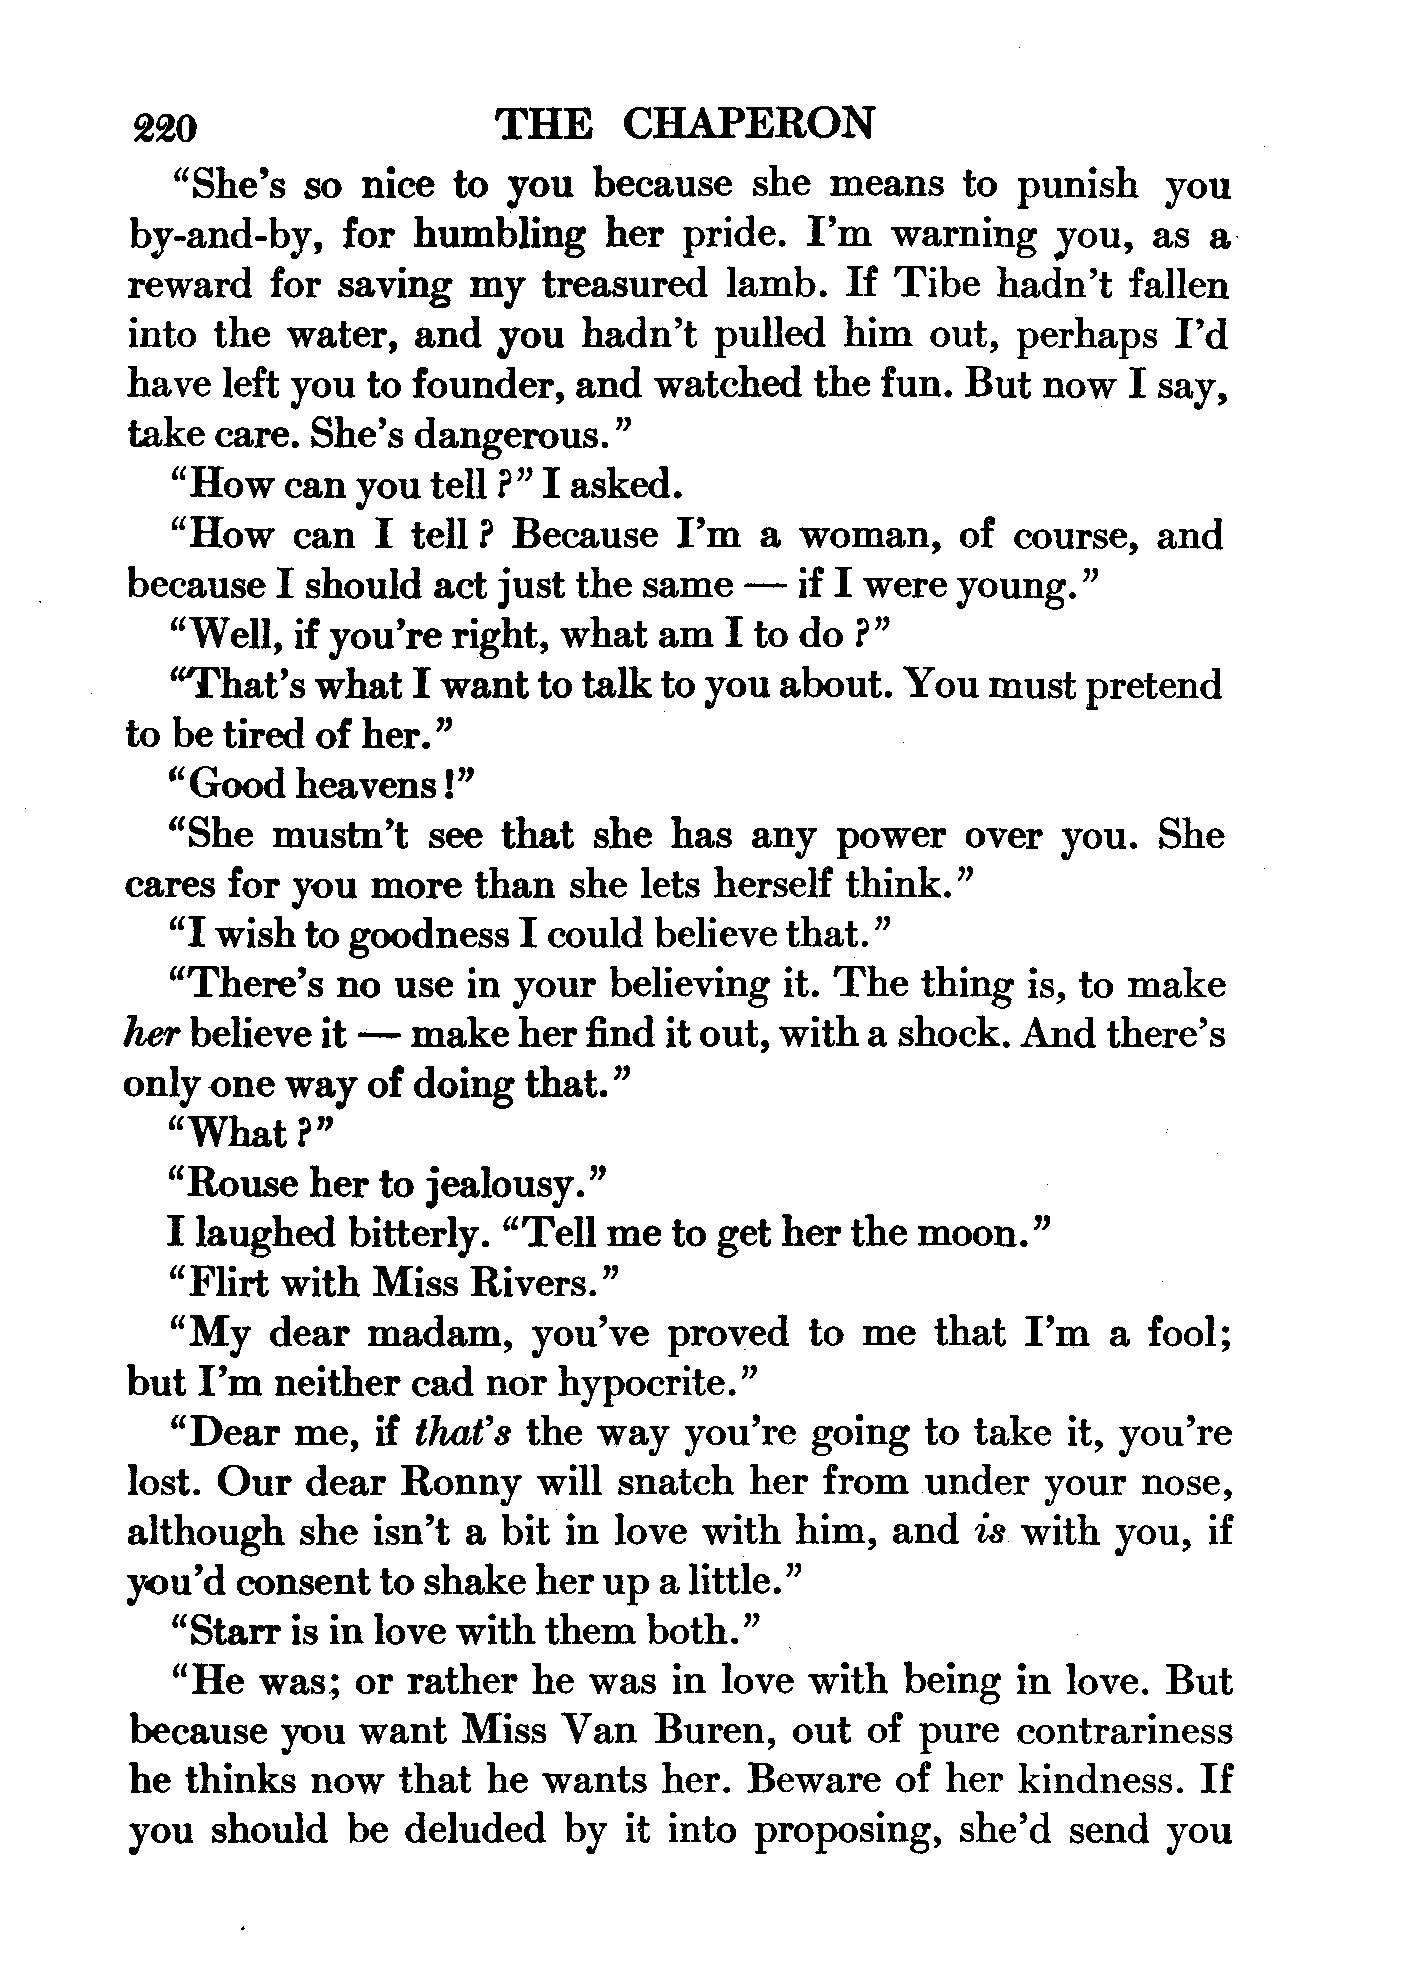 220 THE CHAPERON
“She’s so nice to you because she means to punish you
by-and-by, for humbling her pride. I’m warning you, as a
reward for saving my treasured lamb. If Tibe hadn’t fallen
into the water, and you hadn’t pulled him out, perhaps I’d
have left you to founder, and watched the fun. But now I say,
take care. She’s dangerous.”
“How can you tell?” I asked.
“How can I tell? Because I’m a woman, of course, and
because I should act just the same — if I were young.”
“Well, if you’re right, what am I to do?”
“That’s what I want to talk to you about. You must pretend
to be tired of her.”
“Good heavens!”
“She mustn’t see that she has any power over you. She
cares for you more than she lets herself think.”
“I wish to goodness I could believe that.”
“There’s no use in your believing it. The thing is, to make
her believe it — make her find it out, with a shock. And there’s
only one way of doing that.”
“What?”
“Rouse her to jealousy.”
I laughed bitterly. “Tell me to get her the moon.”
“Flirt with Miss Rivers.”
“My dear madam, you’ve proved to me that I’m a fool;
but I’m neither cad nor hypocrite.”
“Dear me, if that’s the way you’re going to take it, you’re
lost. Our dear Ronny will snatch her from under your nose,
although she isn’t a bit in love with him, and is with you, if
you’d consent to shake her up a little.”
“Starr is in love with them both.”
“He was; or rather he was in love with being in love. But
because you want Miss Van Buren, out of pure contrariness
he thinks now that he wants her. Beware of her kindness. If
you should be deluded by it into proposing, she’d send you